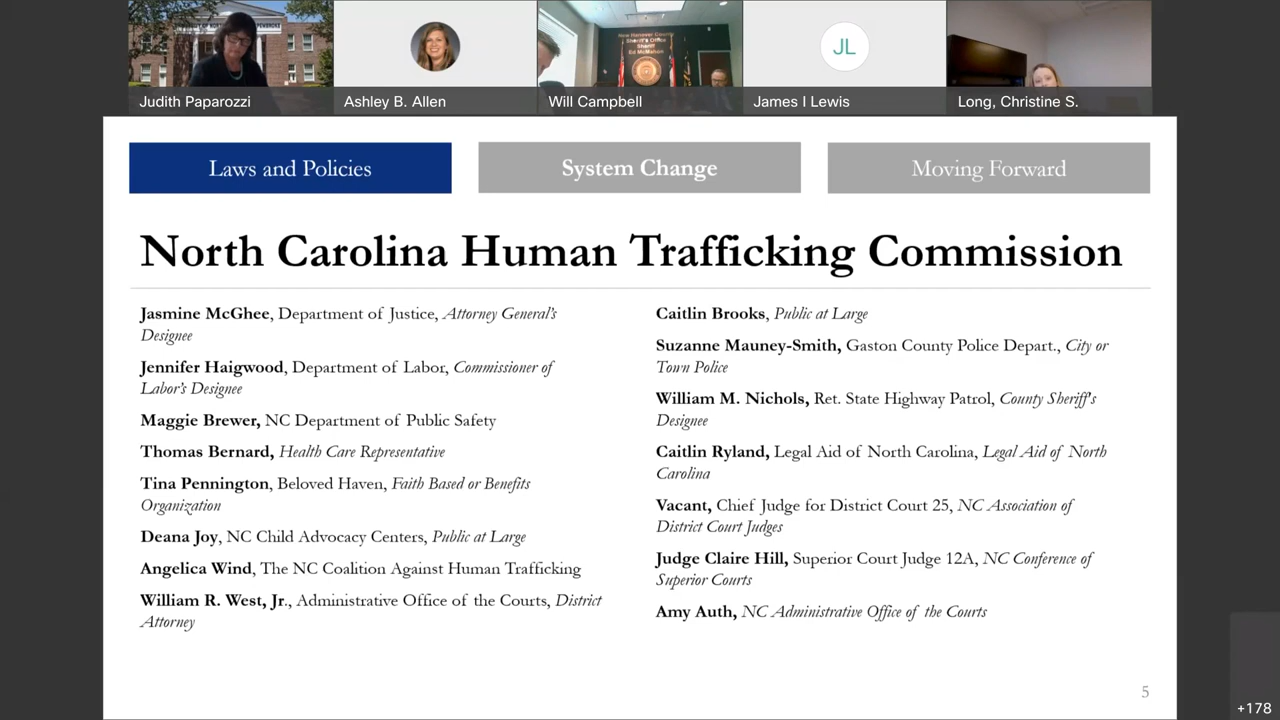 Judith Paparozzi
Ashley B. Allen
New Hanover County
Sheriff's Office
Sheriff
Ed McMahon
Will Campbell
JL
James I Lewis
Long, Christine S.
Laws and Policies
System Change
Moving Forward
North Carolina Human Trafficking Commission
Jasmine McGhee, Department of Justice, Attorney General's
Designee
Jennifer Haigwood, Department of Labor, Commissioner of
Labor's Designee
Maggie Brewer, NC Department of Public Safety
Thomas Bernard, Health Care Representative
Tina Pennington, Beloved Haven, Faith Based or Benefits
Organization
Deana Joy, NC Child Advocacy Centers, Public at Large
Angelica Wind, The NC Coalition Against Human Trafficking
William R. West, Jr., Administrative Office of the Courts, District
Attorney
Caitlin Brooks, Public at Large
Suzanne Mauney-Smith, Gaston County Police Depart., City or
Town Police
William M. Nichols, Ret. State Highway Patrol, County Sheriff's
Designee
Caitlin Ryland, Legal Aid of North Carolina, Legal Aid of North
Carolina
Vacant, Chief Judge for District Court 25, NC Association of
District Court Judges
Judge Claire Hill, Superior Court Judge 12A, NC Conference of
Superior Courts
Amy Auth, NC Administrative Office of the Courts
5
+178